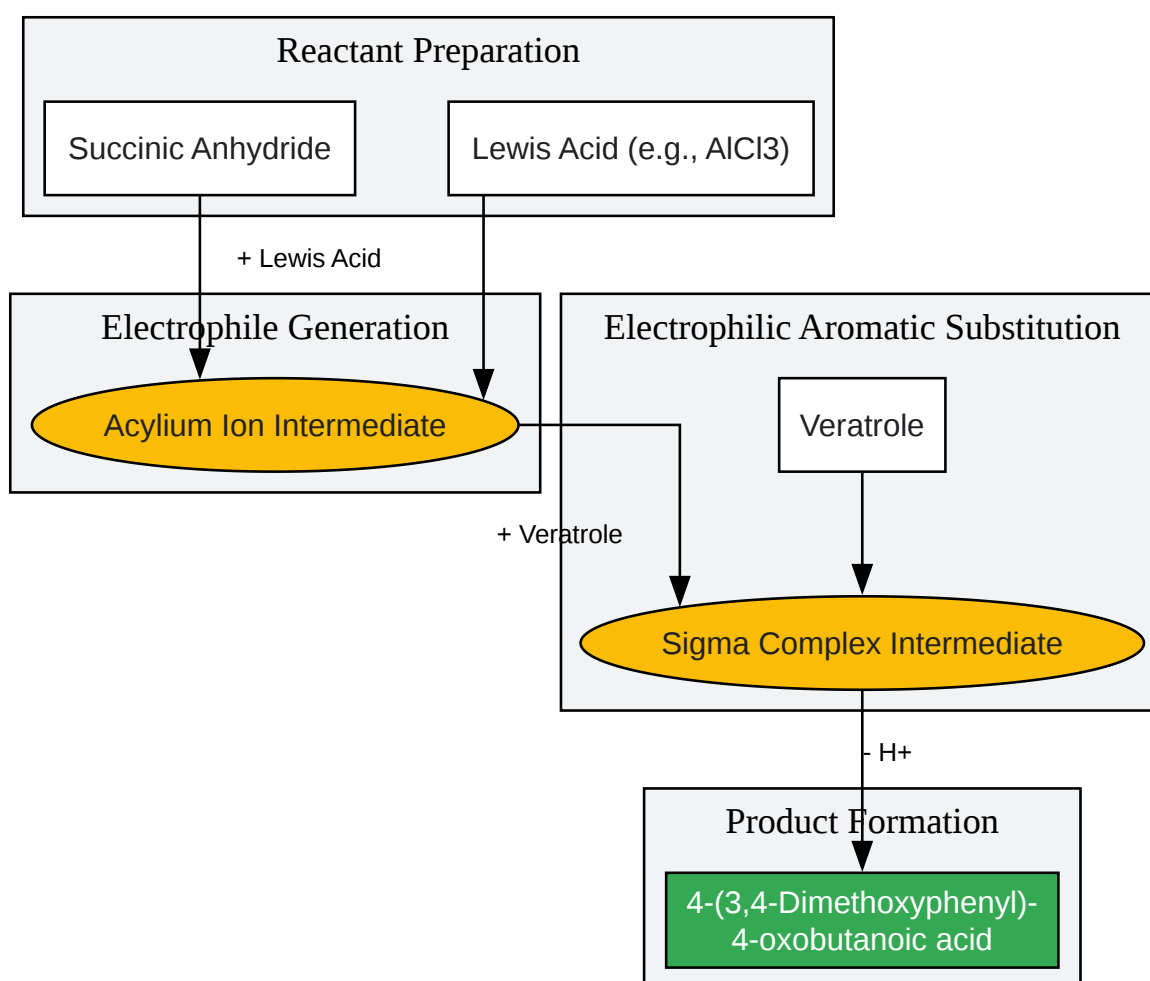 Reactant Preparation
Succinic Anhydride
Lewis Acid (e.g., AlCl3)
+ Lewis Acid
Electrophile Generation
Electrophilic Aromatic Substitution
Acylium Ion Intermediate
Veratrole
+ Veratrole
Sigma Complex Intermediate
- H+
Product Formation
4-(3,4-Dimethoxyphenyl)-
4-oxobutanoic acid